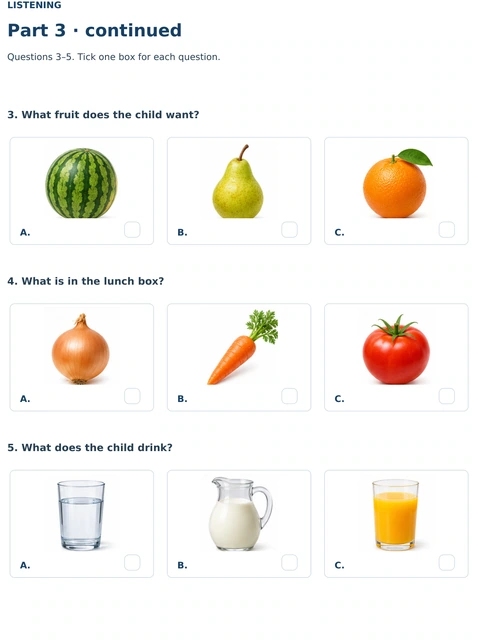 LISTENING
Part 3 · continued
Questions 3–5. Tick one box for each question.
3. What fruit does the child want?
A. B. C.
4. What is in the lunch box?
A. B. C.
5. What does the child drink?
A. B. C.